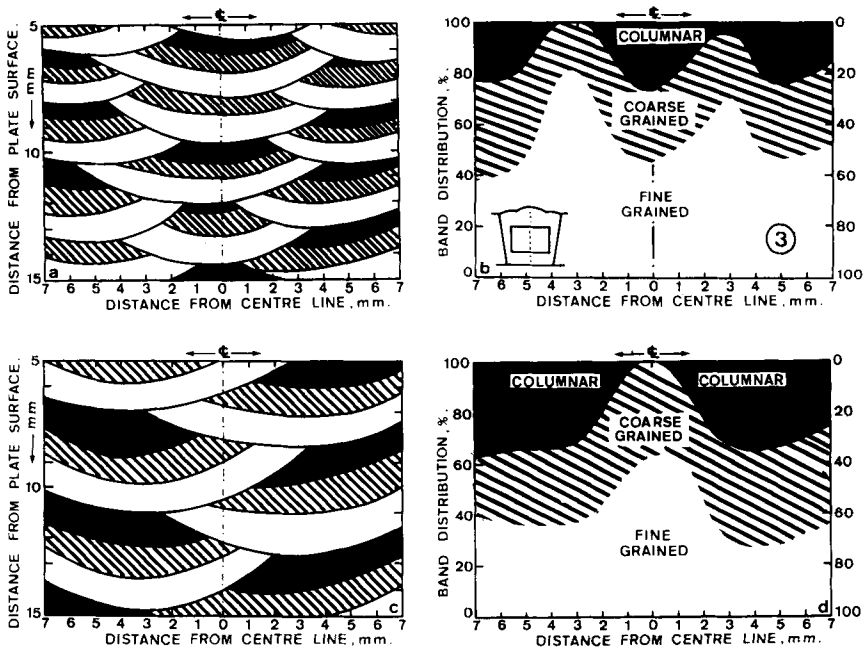 ℄
5
10
15
a
DISTANCE FROM PLATE SURFACE.
mm
7 6 5 4 3 2 1 0 1 2 3 4 5 6 7
DISTANCE FROM CENTRE LINE, mm.
℄
100
80
60
40
20
0
BAND DISTRIBUTION, %.
COLUMNAR
COARSE
GRAINED
FINE
GRAINED
3
b
0
20
40
60
80
100
7 6 5 4 3 2 1 0 1 2 3 4 5 6 7
DISTANCE FROM CENTRE LINE, mm.
℄
5
10
15
DISTANCE FROM PLATE SURFACE.
mm
c
7 6 5 4 3 2 1 0 1 2 3 4 5 6 7
DISTANCE FROM CENTRE LINE, mm.
℄
100
80
60
40
20
0
BAND DISTRIBUTION, %.
COLUMNAR COLUMNAR
COARSE
GRAINED
FINE
GRAINED
d
0
20
40
60
80
100
7 6 5 4 3 2 1 0 1 2 3 4 5 6 7
DISTANCE FROM CENTRE LINE, mm.